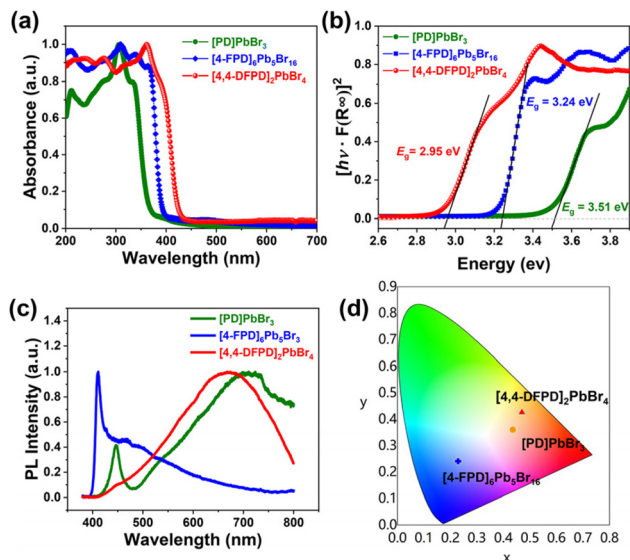 (a)
[PD]PbBr3
[4-FPD]6Pb5Br16
[4,4-DFPD]2PbBr4
Absorbance (a.u.)
1.0
0.8
0.6
0.4
0.2
0.0
200 300 400 500 600 700
Wavelength (nm)
(b)
[PD]PbBr3
[4-FPD]6Pb5Br16
[4,4-DFPD]2PbBr4
[hν · F(R∞)]²
1.0
0.8
0.6
0.4
0.2
0.0
Eg = 3.24 eV
Eg = 2.95 eV
Eg = 3.51 eV
2.6 3.0 3.4 3.8
Energy (ev)
(c)
[PD]PbBr3
[4-FPD]6Pb5Br3
[4,4-DFPD]2PbBr4
PL Intensity (a.u.)
1.4
1.2
1.0
0.8
0.6
0.4
0.2
0.0
400 500 600 700 800
Wavelength (nm)
(d)
y
0.9
0.8
0.7
0.6
0.5
0.4
0.3
0.2
0.1
0.0
[4,4-DFPD]2PbBr4
[PD]PbBr3
[4-FPD]6Pb5Br16
0.0 0.1 0.2 0.3 0.4 0.5 0.6 0.7 0.8
x